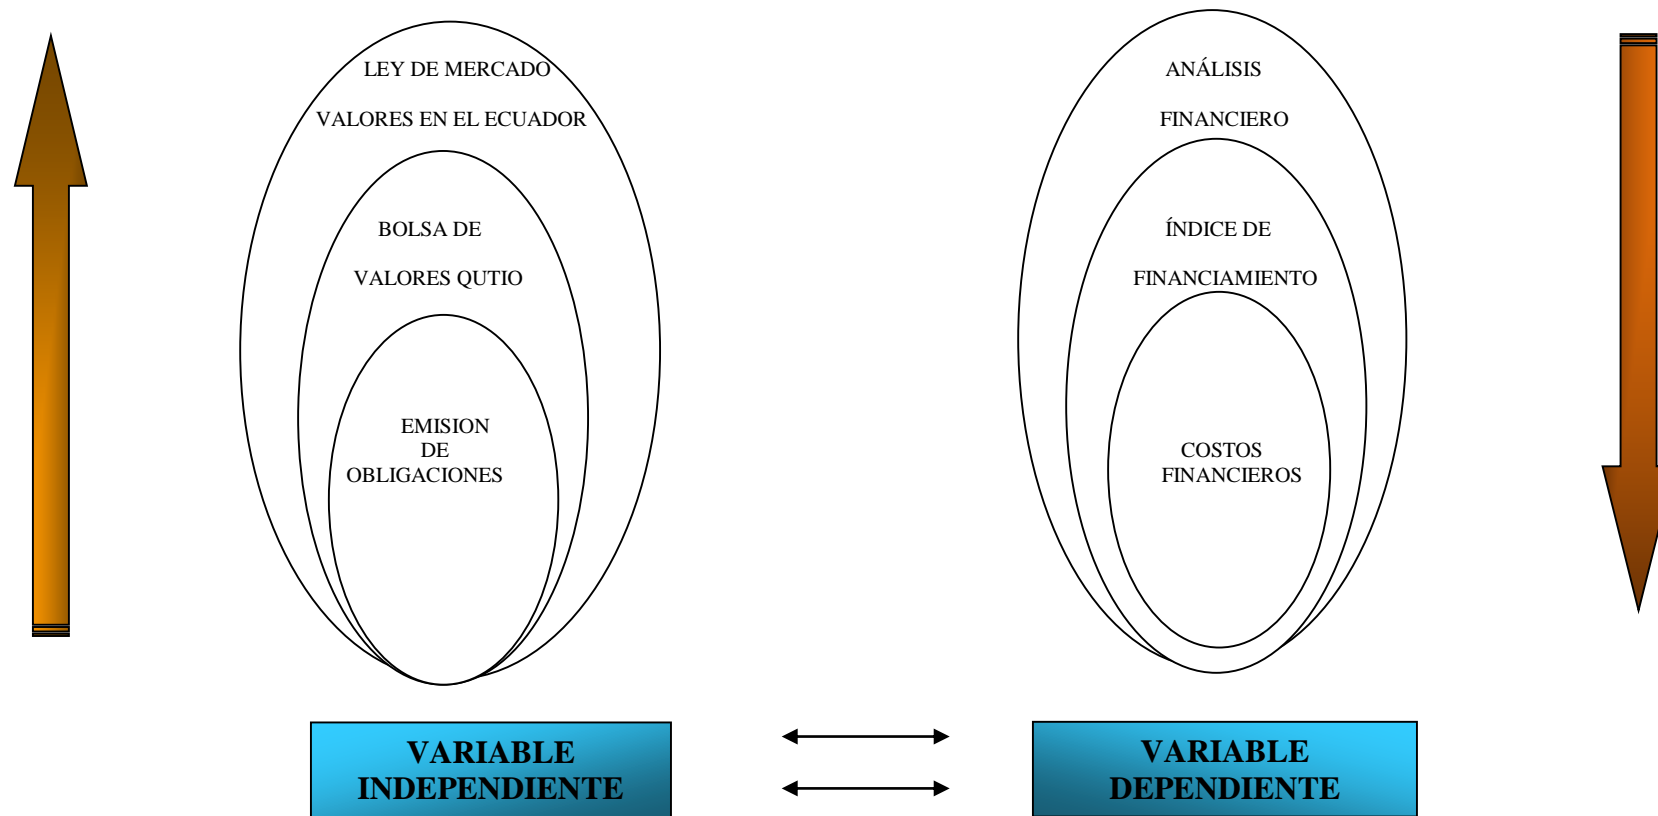 LEY DE MERCADO
VALORES EN EL ECUADOR
BOLSA DE
VALORES QUTIO
EMISION
DE
OBLIGACIONES
ANÁLISIS
FINANCIERO
ÍNDICE DE
FINANCIAMIENTO
COSTOS
FINANCIEROS
VARIABLE
INDEPENDIENTE
VARIABLE
DEPENDIENTE